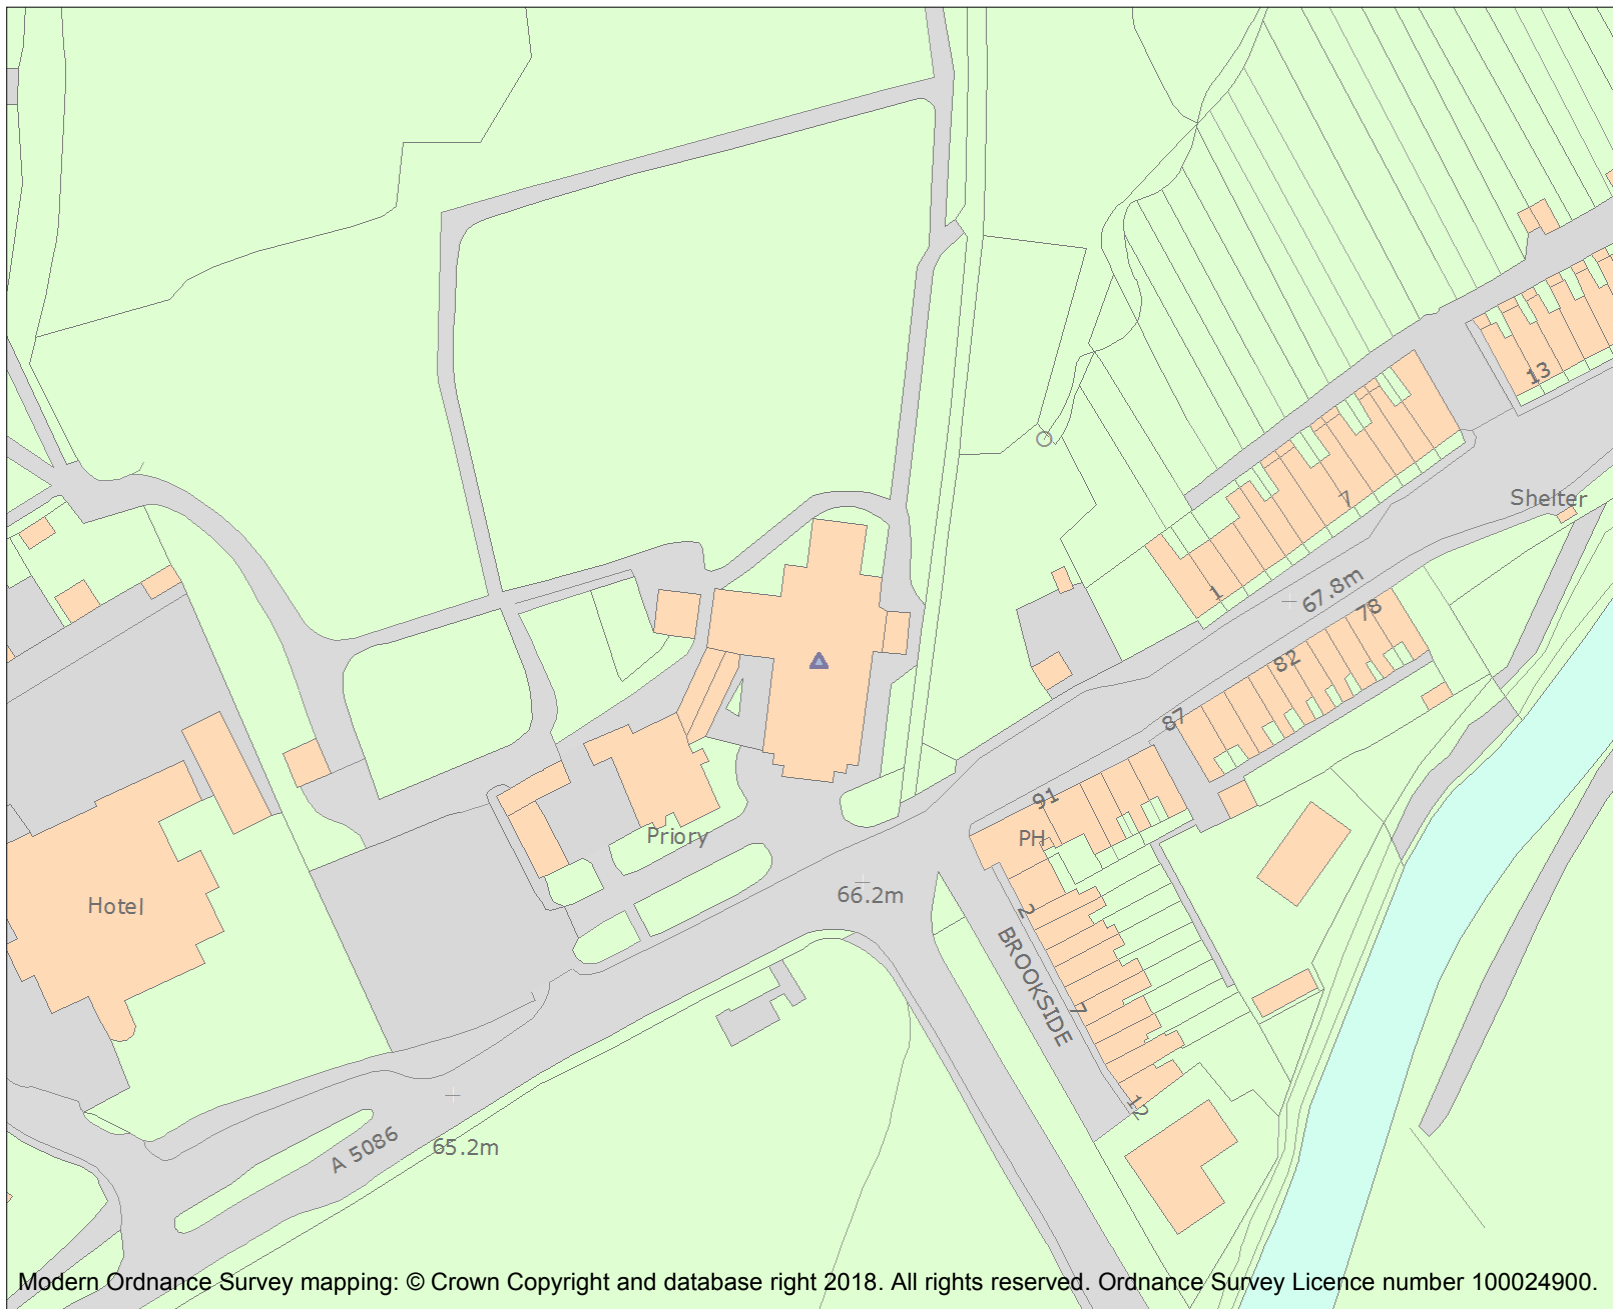 13
7
Shelter
1
67.8m
78
82
87
91
PH
Priory
66.2m
Hotel
2
BROOKSIDE
7
12
A 5086
65.2m
Modern Ordnance Survey mapping: © Crown Copyright and database right 2018. All rights reserved. Ordnance Survey Licence number 100024900.